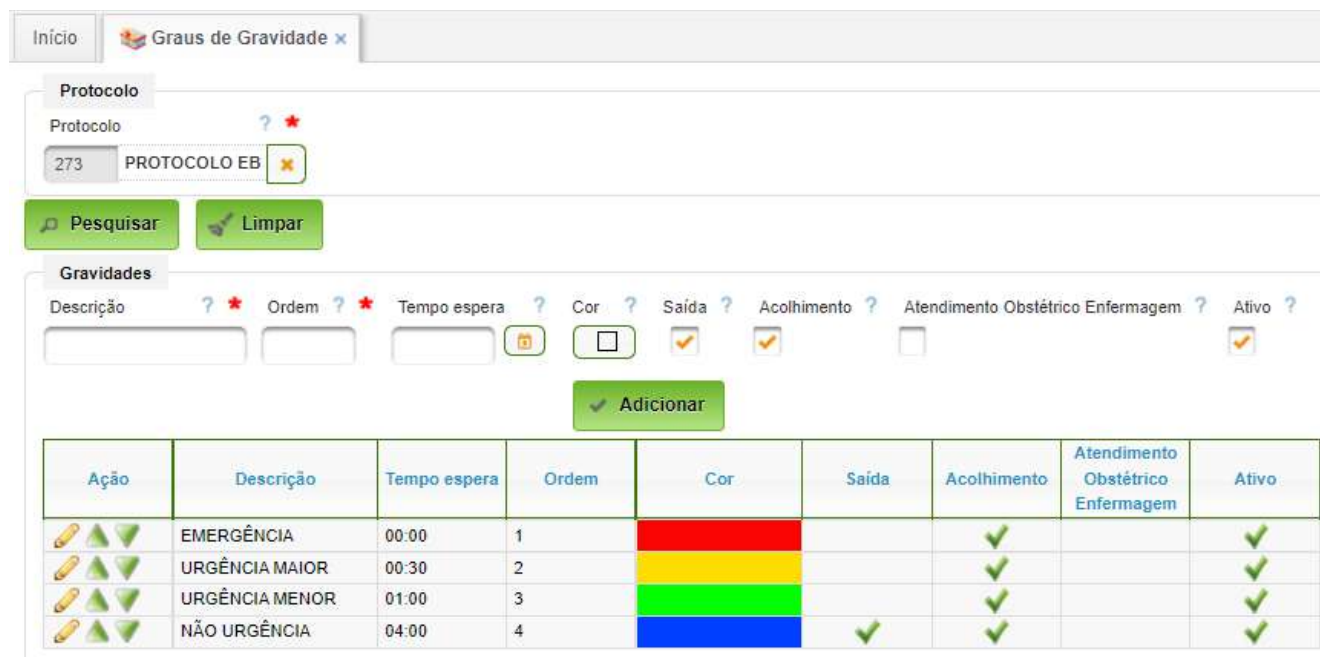 Início Graus de Gravidade x
Protocolo
Protocolo ? *
273 PROTOCOLO EB
Pesquisar Limpar
Gravidades
Descrição ? * Ordem ? * Tempo espera ? Cor ? Saída ? Acolhimento ? Atendimento Obstétrico Enfermagem ? Ativo ?
Adicionar
Ação Descrição Tempo espera Ordem Cor Saída Acolhimento Atendimento Obstétrico Enfermagem Ativo
EMERGÊNCIA 00:00 1
URGÊNCIA MAIOR 00:30 2
URGÊNCIA MENOR 01:00 3
NÃO URGÊNCIA 04:00 4